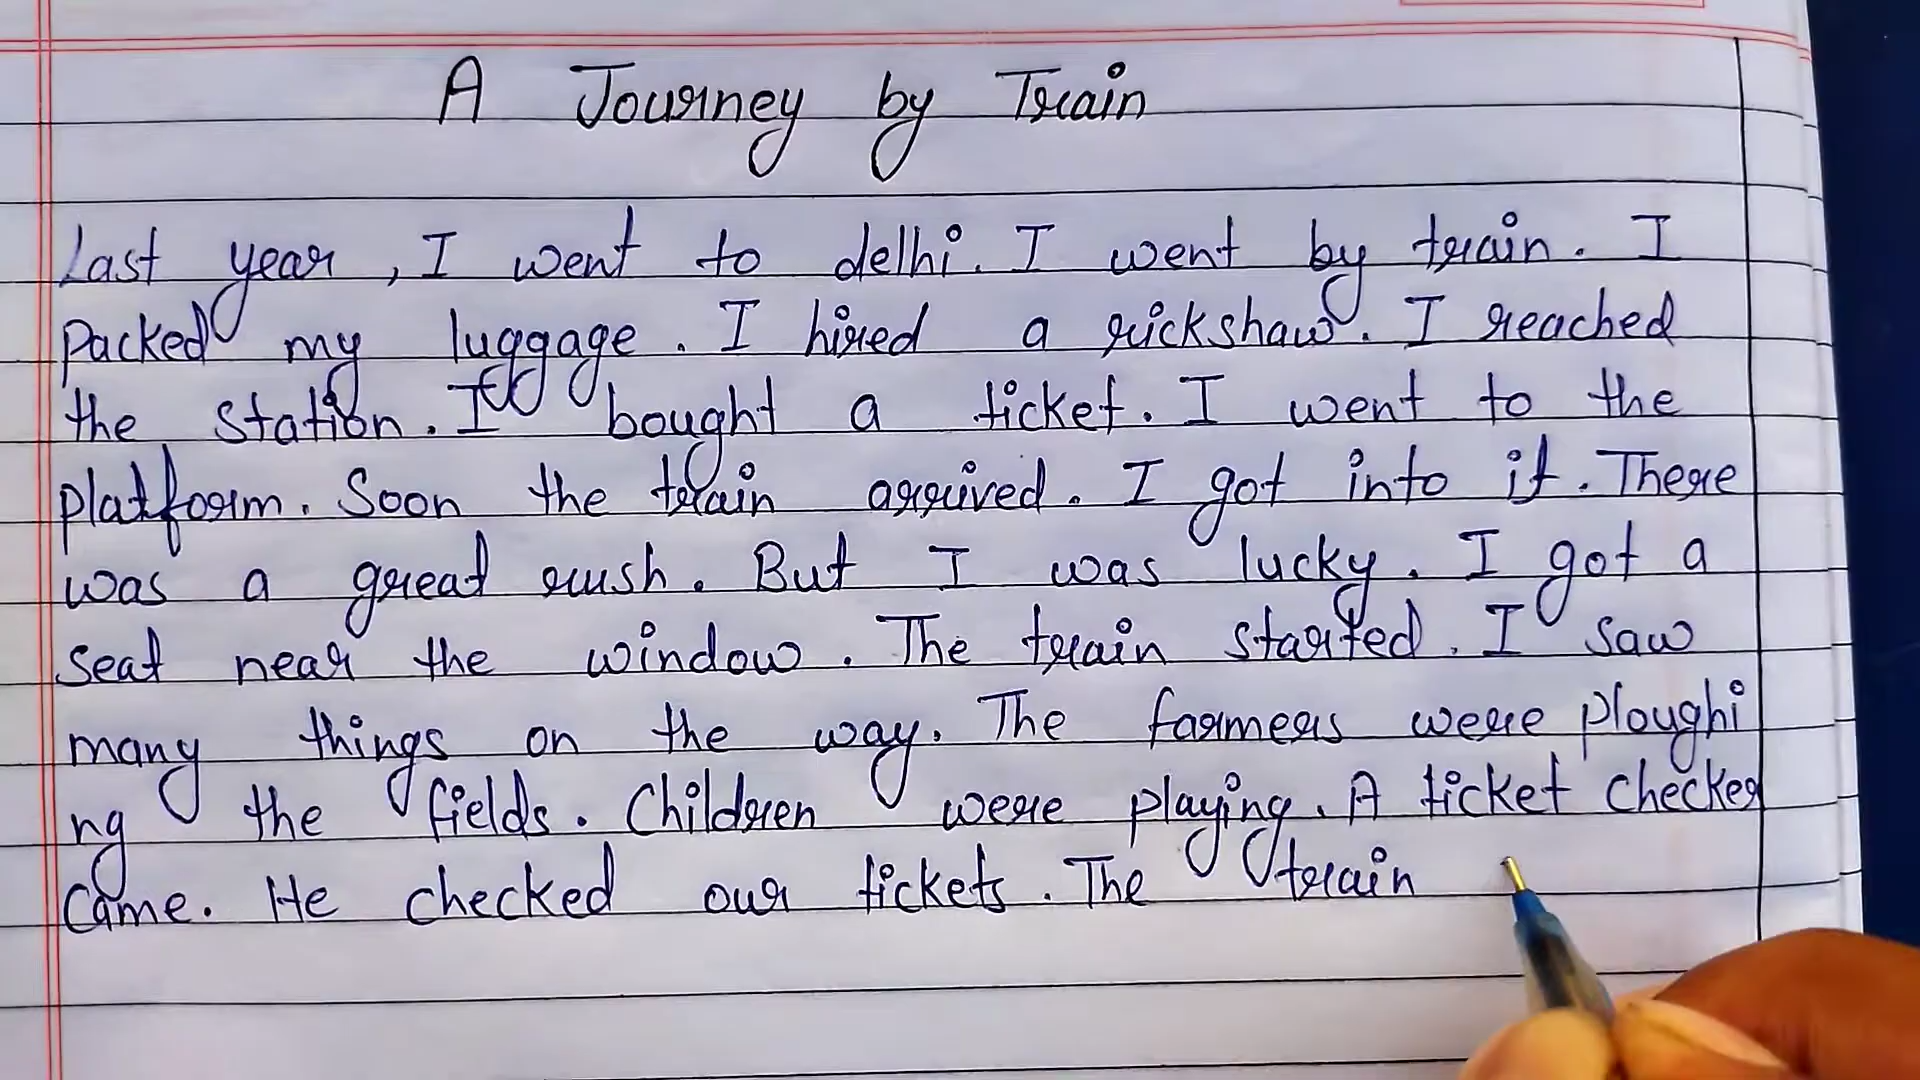 A Journey by Train
Last year, I went to delhi. I went by train. I
Packed my luggage. I hired a rickshaw. I reached
the station. I bought a ticket. I went to the
platform. Soon the train arrived. I got into it. There
was a great rush. But I was lucky. I got a
seat near the window. The train started. I saw
many things on the way. The farmers were ploughi
ng the fields. Children were playing. A ticket checker
came. He checked our tickets. The train